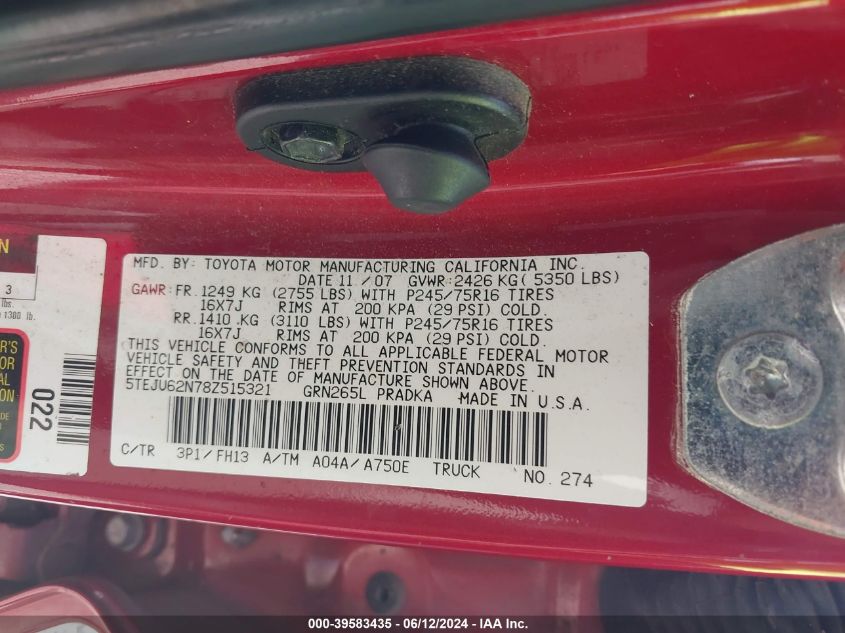 MFD. BY: TOYOTA MOTOR MANUFACTURING CALIFORNIA INC.
DATE 11 /07 GVWR: 2426 KG( 5350 LBS)
GAWR: FR. 1249 KG (2755 LBS) WITH P245/75R16 TIRES
16X7J RIMS AT 200 KPA (29 PSI) COLD.
RR. 1410 KG (3110 LBS) WITH P245/75R16 TIRES
16X7J RIMS AT 200 KPA (29 PSI) COLD.
THIS VEHICLE CONFORMS TO ALL APPLICABLE FEDERAL MOTOR
VEHICLE SAFETY AND THEFT PREVENTION STANDARDS IN
EFFECT ON THE DATE OF MANUFACTURE SHOWN ABOVE.
5TEJU62N78Z515321 GRN265L PRADKA MADE IN U.S.A.
C/TR 3P1/FH13 A/TM A04A/A750E TRUCK NO. 274
N
3
lbs.
1380 lb.
022
000-39583435 - 06/12/2024 - IAA Inc.